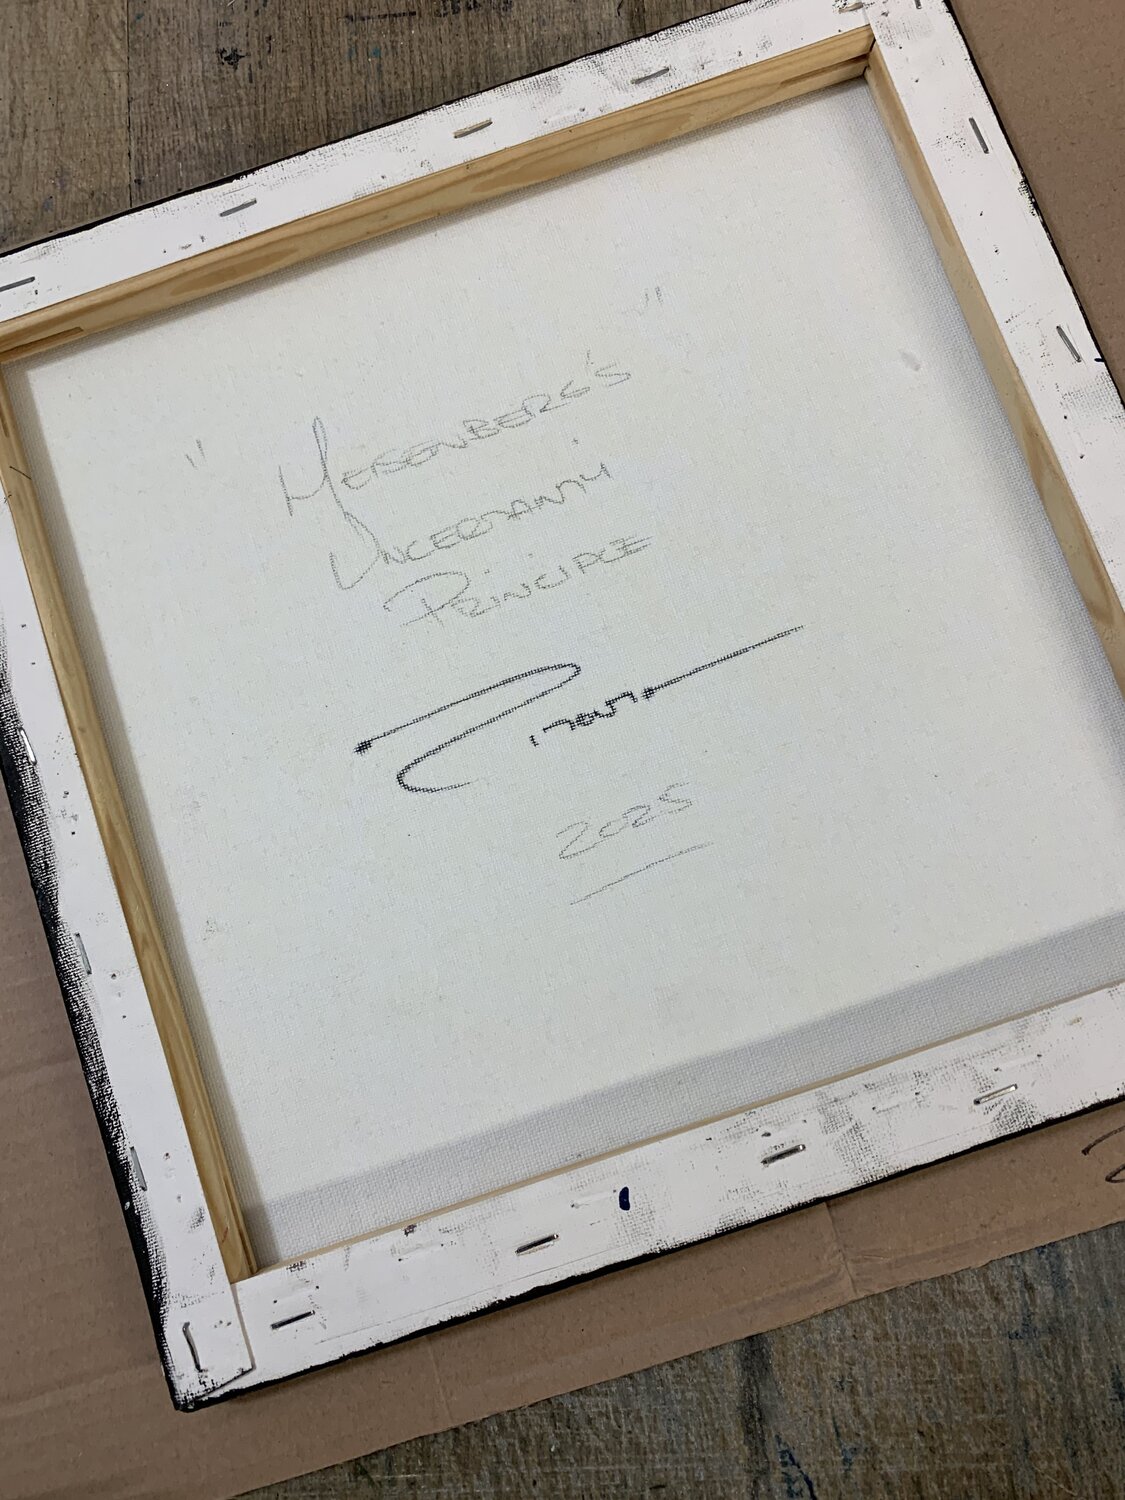 "HEISENBERG'S"
UNCERTAINTY
PRINCIPLE
2025